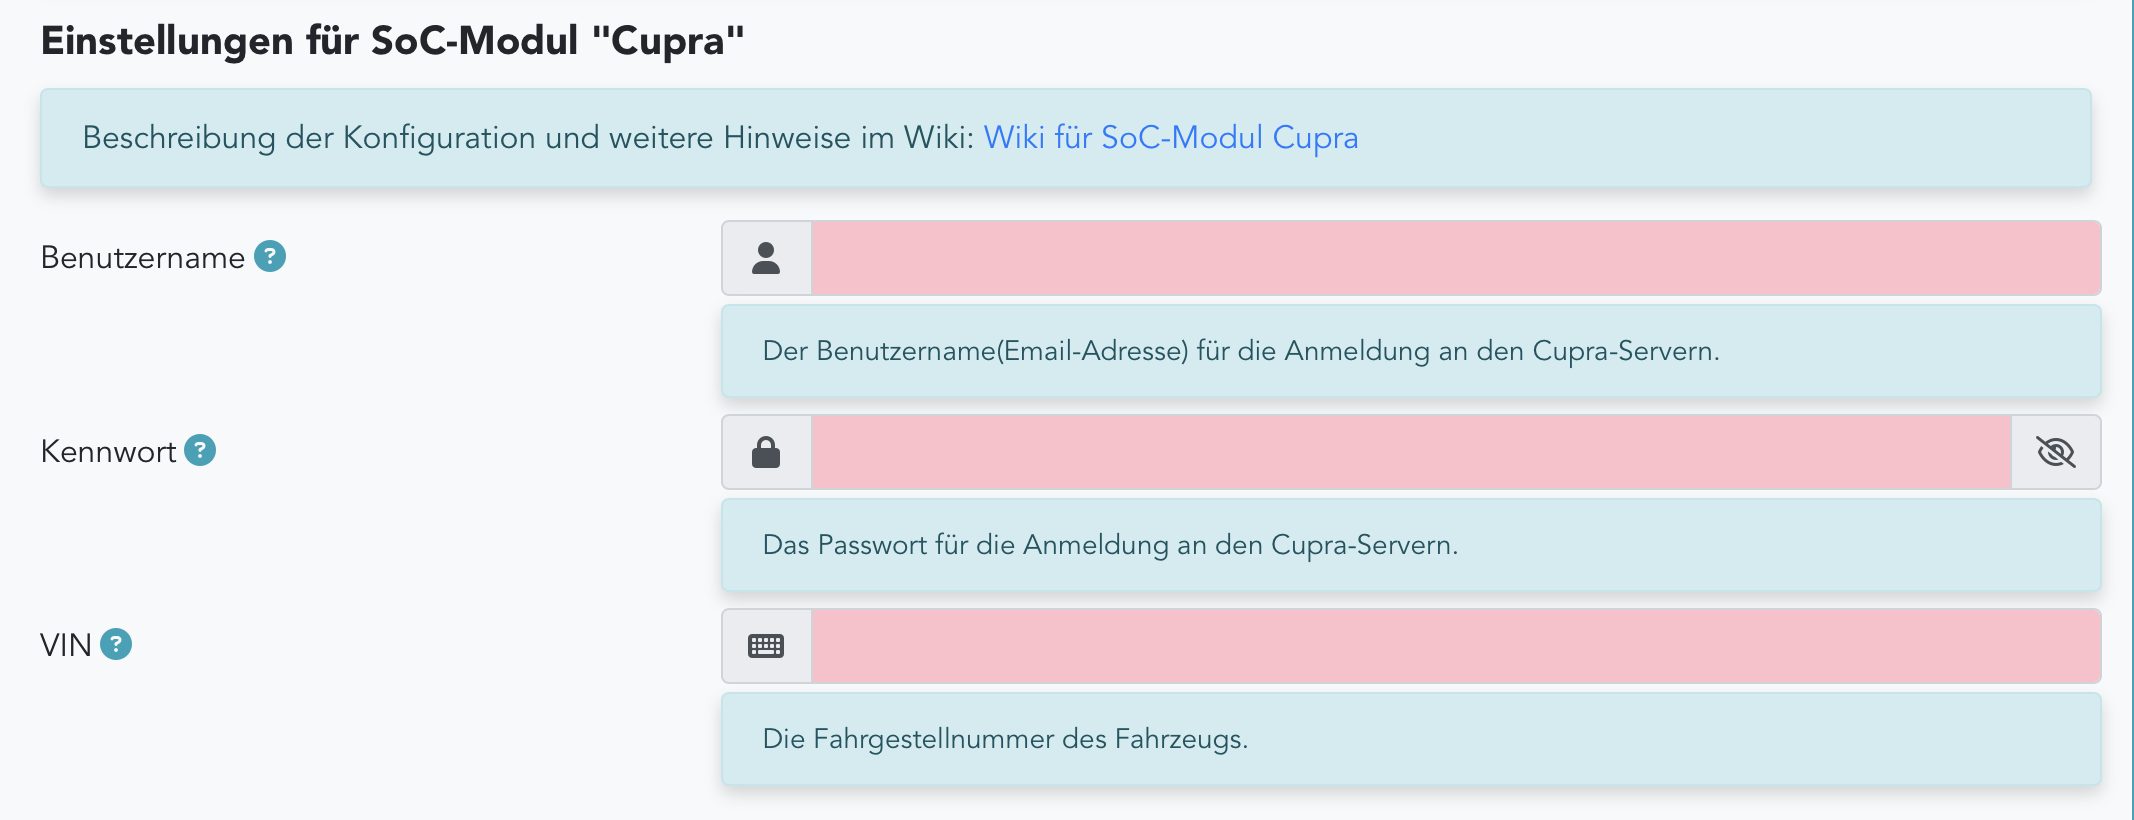 Einstellungen für SoC-Modul "Cupra"
Beschreibung der Konfiguration und weitere Hinweise im Wiki: Wiki für SoC-Modul Cupra
Benutzername ?
Der Benutzername(Email-Adresse) für die Anmeldung an den Cupra-Servern.
Kennwort ?
Das Passwort für die Anmeldung an den Cupra-Servern.
VIN ?
Die Fahrgestellnummer des Fahrzeugs.